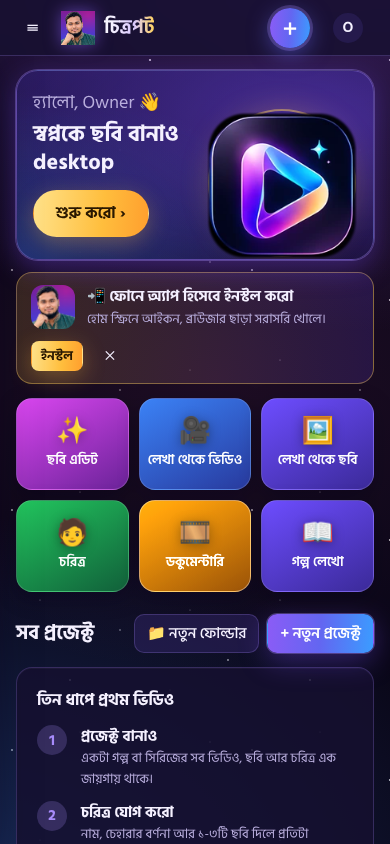 চিত্রপট
O
হ্যালো, Owner 👋
স্বপ্নকে ছবি বানাও
desktop
শুরু করো ›
📲 ফোনে অ্যাপ হিসেবে ইনস্টল করো
হোম স্ক্রিনে আইকন, ব্রাউজার ছাড়া সরাসরি খোলে।
ইনস্টল
ছবি এডিট
লেখা থেকে ভিডিও
লেখা থেকে ছবি
চরিত্র
ডকুমেন্টারি
গল্প লেখো
সব প্রজেক্ট
📁 নতুন ফোল্ডার
+ নতুন প্রজেক্ট
তিন ধাপে প্রথম ভিডিও
1
প্রজেক্ট বানাও
একটা গল্প বা সিরিজের সব ভিডিও, ছবি আর চরিত্র এক
জায়গায় থাকে।
2
চরিত্র যোগ করো
নাম, চেহারার বর্ণনা আর ১-৩টি ছবি দিলে প্রতিটা